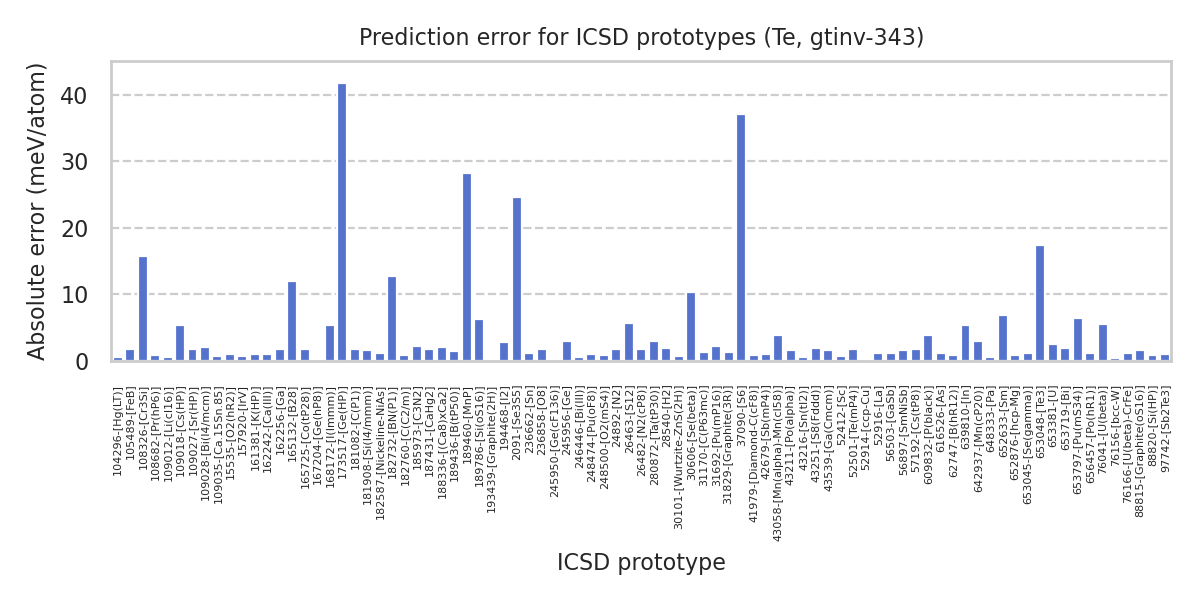 Prediction error for ICSD prototypes (Te, gtinv-343)
Absolute error (meV/atom)
40
30
20
10
0
104296-[Hg(LT)]
105489-[FeB]
108326-[Cr3Si]
108682-[Pr(hP6)]
109012-[Li(cI16)]
109018-[Cs(HP)]
109027-[Sr(HP)]
109028-[Bi(I4/mcm)]
109035-[Ca.15Sn.85]
15535-[O2(hR2)]
157920-[IrV]
161381-[K(HP)]
162242-[Ca(III)]
162256-[Ga]
165132-[B28]
165725-[Co(tP28)]
167204-[Ge(hP8)]
168172-[I(Immm)]
173517-[Ge(HP)]
181082-[C(P1)]
181908-[Si(I4/mmm)]
182587-[Nickeline-NiAs]
182732-[BN(P1)]
182760-[C(C2/m)]
185973-[C3N2]
187431-[CaHg2]
188336-[(Ca8)xCa2]
189436-[B(tP50)]
189460-[MnP]
189786-[Si(oS16)]
193439-[Graphite(2H)]
194468-[I2]
2091-[Se3S5]
236662-[Sn]
236858-[O8]
245950-[Ge(cF136)]
245956-[Ge]
246446-[Bi(III)]
248474-[Pu(oF8)]
248500-[O2(mS4)]
24892-[N2]
26463-[S12]
26482-[N2(cP8)]
280872-[Ta(tP30)]
28540-[H2]
30101-[Wurtzite-ZnS(2H)]
30606-[Se(beta)]
31170-[C(P63mc)]
31692-[Pu(mP16)]
31829-[Graphite(3R)]
37090-[S6]
41979-[Diamond-C(cF8)]
42679-[Sb(mP4)]
43058-[Mn(alpha)-Mn(cI58)]
43211-[Po(alpha)]
43216-[Sn(tI2)]
43251-[S8(Fddd)]
43539-[Ga(Cmcm)]
52412-[Sc]
52501-[Te(mP4)]
52914-[ccp-Cu]
52916-[La]
56503-[GaSb]
56897-[SmNiSb]
57192-[Cs(tP8)]
609832-[P(black)]
616526-[As]
627477-[B(hR12)]
639810-[In]
642937-[Mn(cP20)]
648333-[Pa]
652633-[Sm]
652876-[hcp-Mg]
653045-[Se(gamma)]
653048-[Te3]
653381-[U]
653719-[Bi]
653797-[Pu(mS34)]
656457-[Po(hR1)]
76041-[U(beta)]
76156-[bcc-W]
76166-[U(beta)-CrFe]
88815-[Graphite(oS16)]
88820-[Si(HP)]
97742-[Sb2Te3]
ICSD prototype